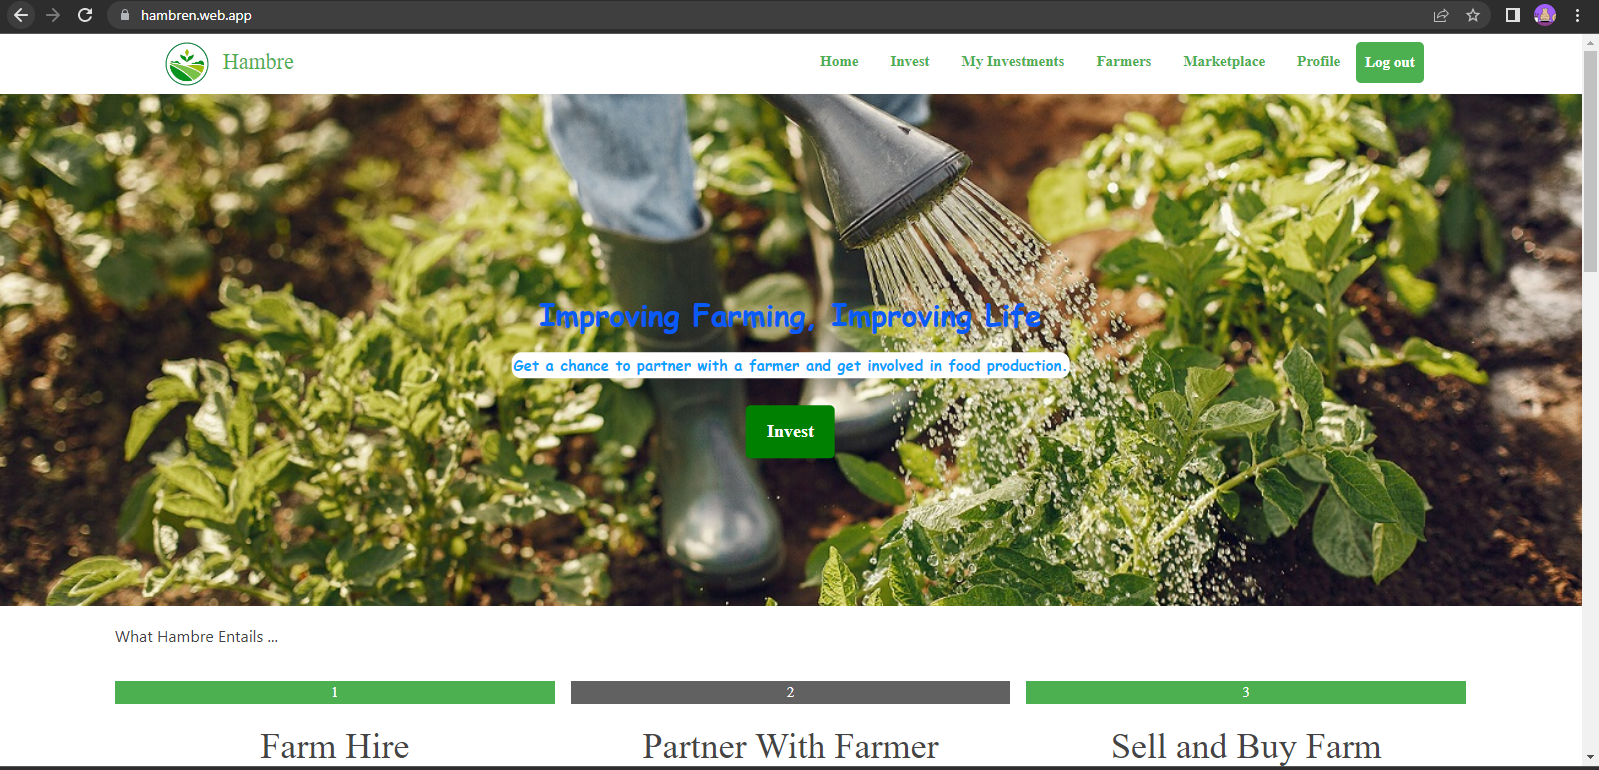 hambren.web.app
Hambre Home Invest My Investments Farmers Marketplace Profile Log out
Improving Farming, Improving Life
Get a chance to partner with a farmer and get involved in food production.
Invest
What Hambre Entails ...
1 2 3
Farm Hire Partner With Farmer Sell and Buy Farm